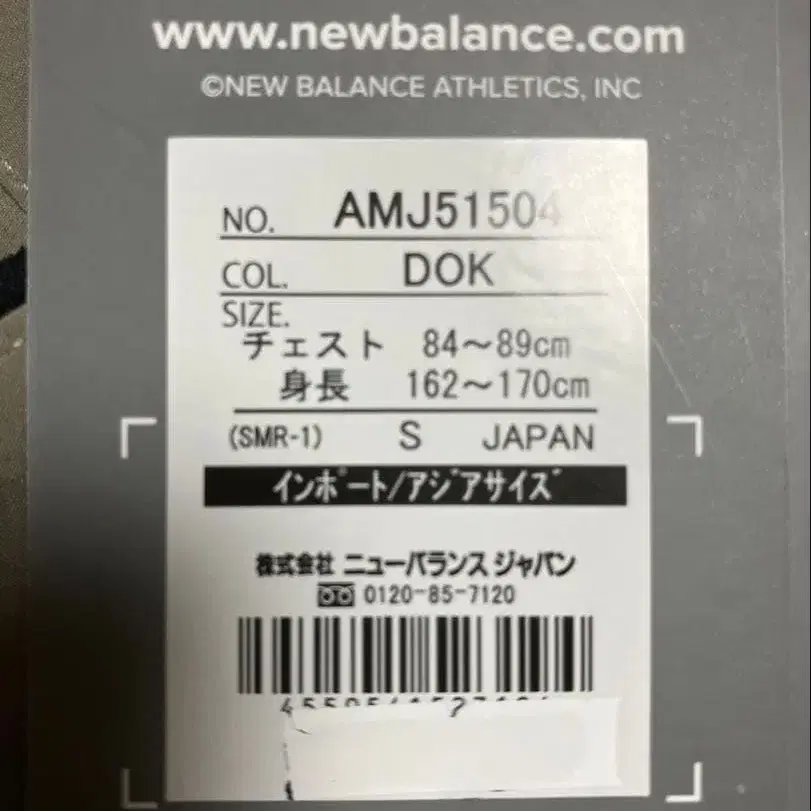 www.newbalance.com
©NEW BALANCE ATHLETICS, INC
NO. AMJ51504
COL. DOK
SIZE.
チェスト 84～89cm
身長 162～170cm
(SMR-1) S JAPAN
インポート/アジアサイズ
株式会社 ニューバランス ジャパン
0120-85-7120